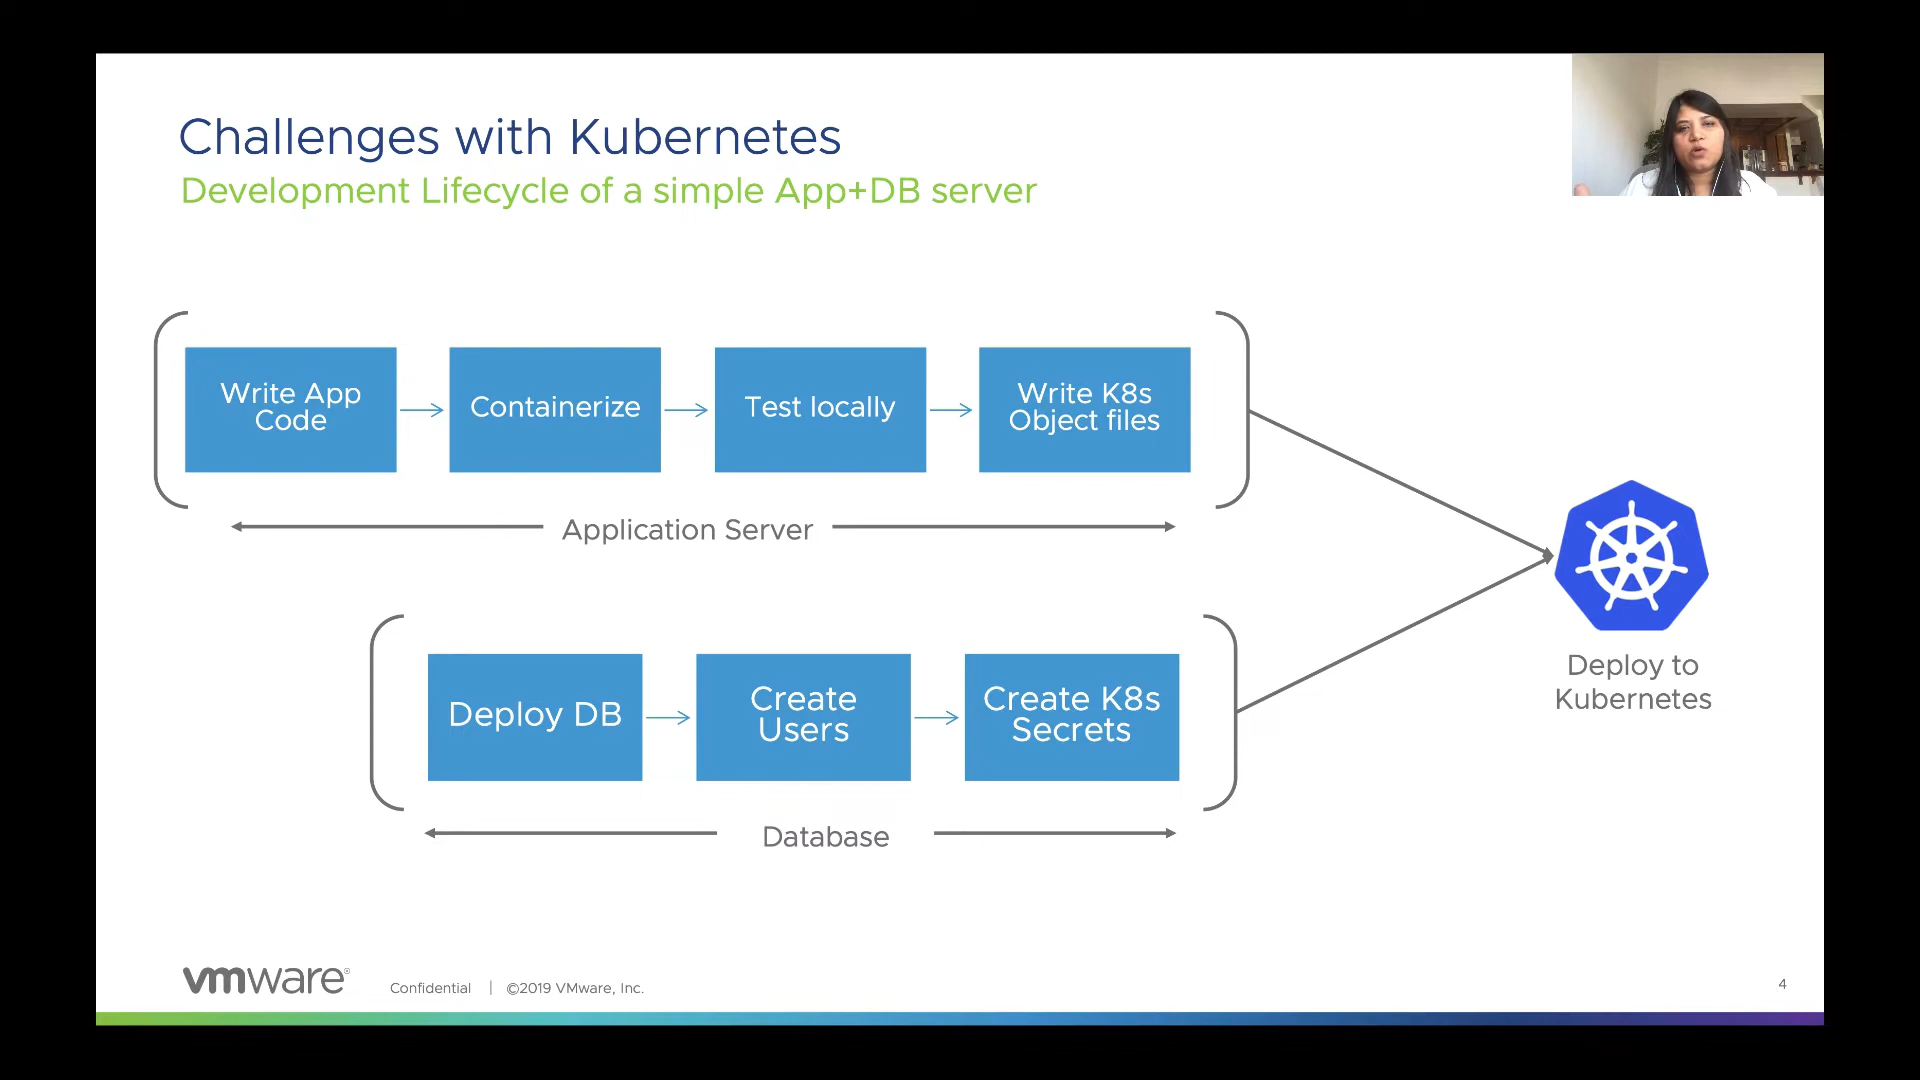 Challenges with Kubernetes
Development Lifecycle of a simple App+DB server
Write App
Code
Containerize
Test locally
Write K8s
Object files
Application Server
Deploy DB
Create
Users
Create K8s
Secrets
Database
Deploy to
Kubernetes
vmware®
Confidential | ©2019 VMware, Inc.
4